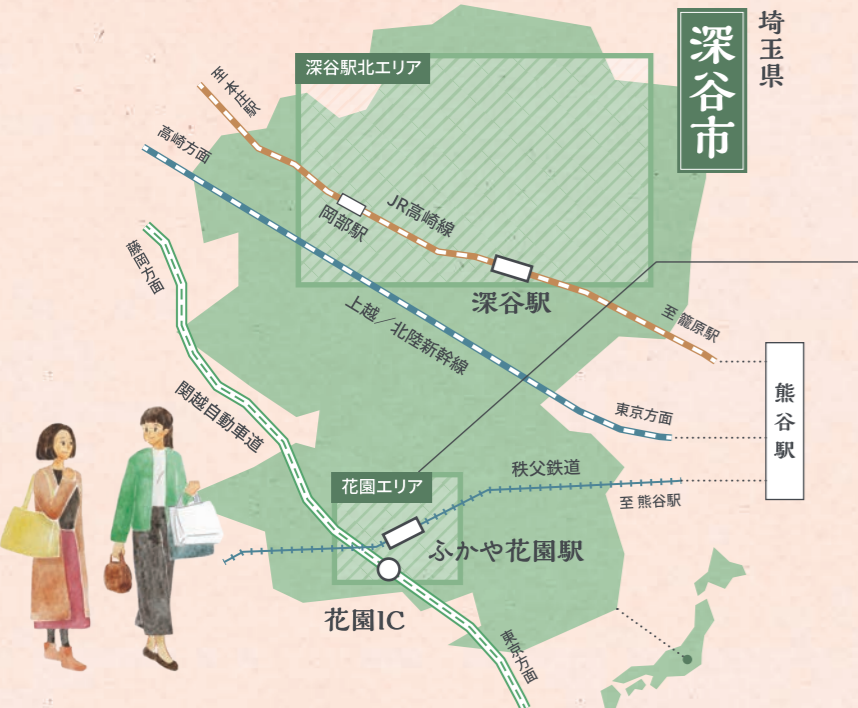 埼玉県
深谷市
深谷駅北エリア
至 本庄駅
高崎方面
JR高崎線
岡部駅
藤岡方面
深谷駅
上越／北陸新幹線
至 籠原駅
熊谷駅
関越自動車道
東京方面
花園エリア
秩父鉄道
至 熊谷駅
ふかや花園駅
花園IC
東京方面